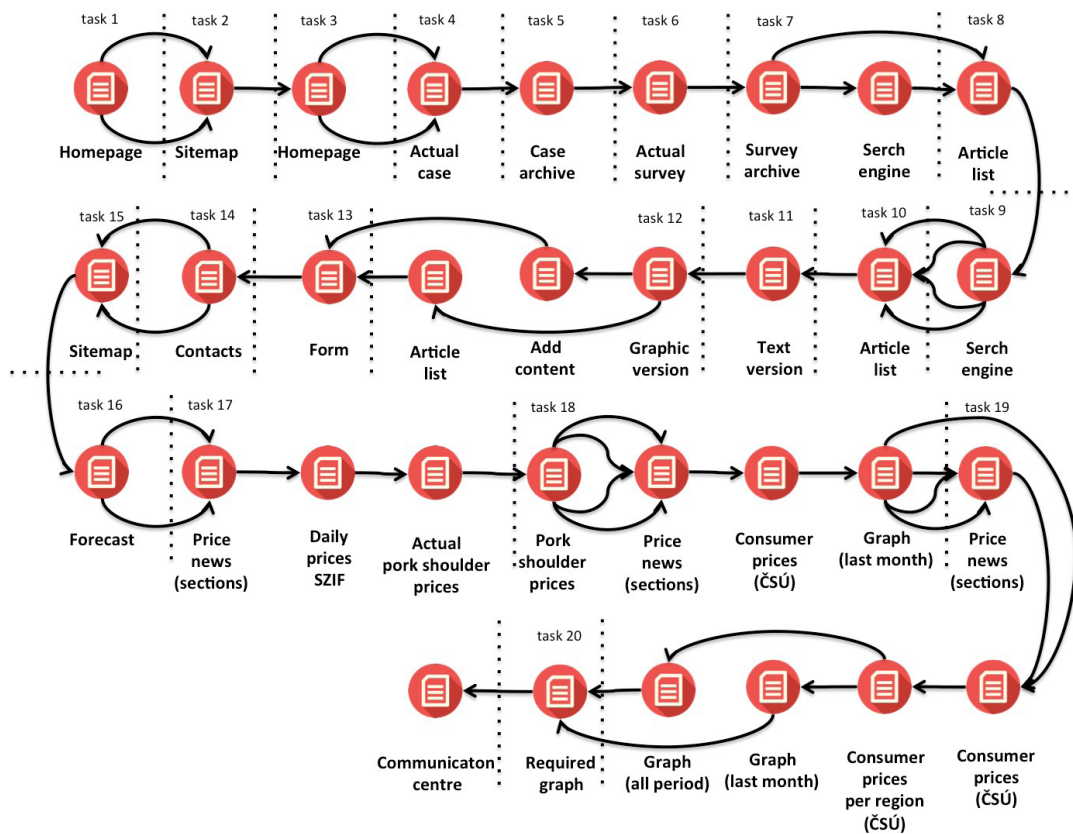 task 1
task 2
task 3
task 4
task 5
task 6
task 7
task 8
Homepage
Sitemap
Homepage
Actual
case
Case
archive
Actual
survey
Survey
archive
Serch
engine
Article
list
task 15
task 14
task 13
task 12
task 11
task 10
task 9
Sitemap
Contacts
Form
Article
list
Add
content
Graphic
version
Text
version
Article
list
Serch
engine
task 16
task 17
task 18
task 19
Forecast
Price
news
(sections)
Daily
prices
SZIF
Actual
pork shoulder
prices
Pork
shoulder
prices
Price
news
(sections)
Consumer
prices
(ČSÚ)
Graph
(last month)
Price
news
(sections)
task 20
Communicaton
centre
Required
graph
Graph
(all period)
Graph
(last month)
Consumer
prices
per region
(ČSÚ)
Consumer
prices
(ČSÚ)